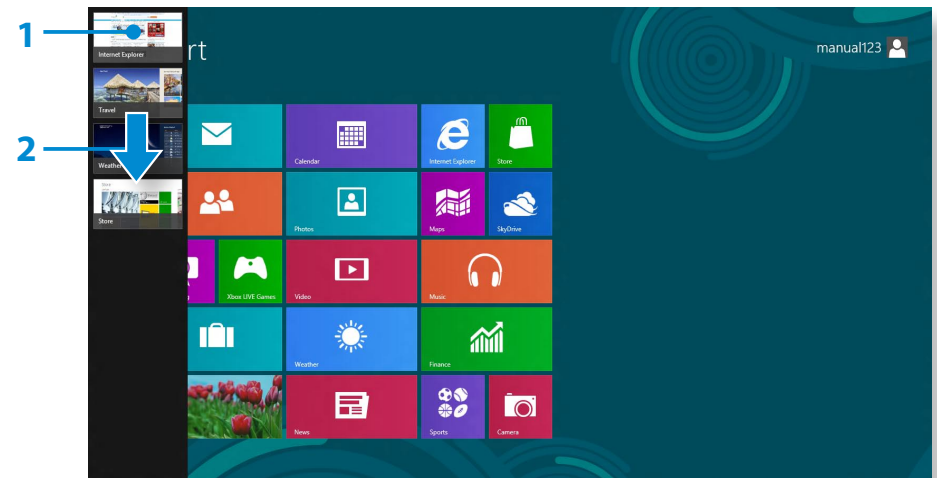 1
Internet Explorer
Travel
2
Weather
Store
Store
rt
manual123
Calendar
Internet Explorer
Store
Photos
Maps
SkyDrive
y
Xbox LIVE Games
Video
Music
Weather
Finance
News
Sports
Camera